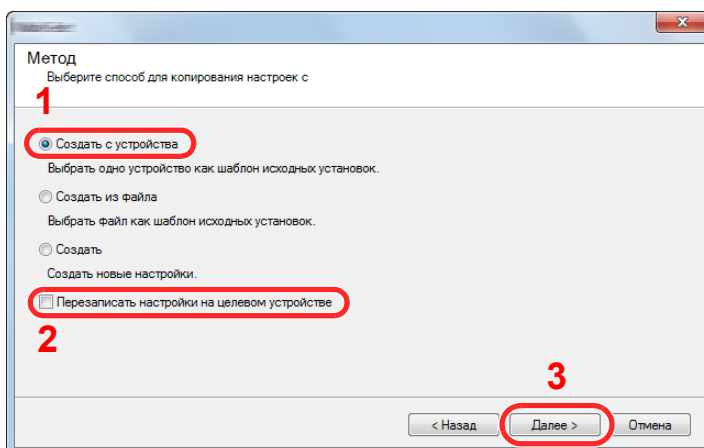 Метод
Выберите способ для копирования настроек с
1
Создать с устройства
Выбрать одно устройство как шаблон исходных установок.
Создать из файла
Выбрать файл как шаблон исходных установок.
Создать
Создать новые настройки.
Перезаписать настройки на целевом устройстве
2
3
< Назад Далее > Отмена